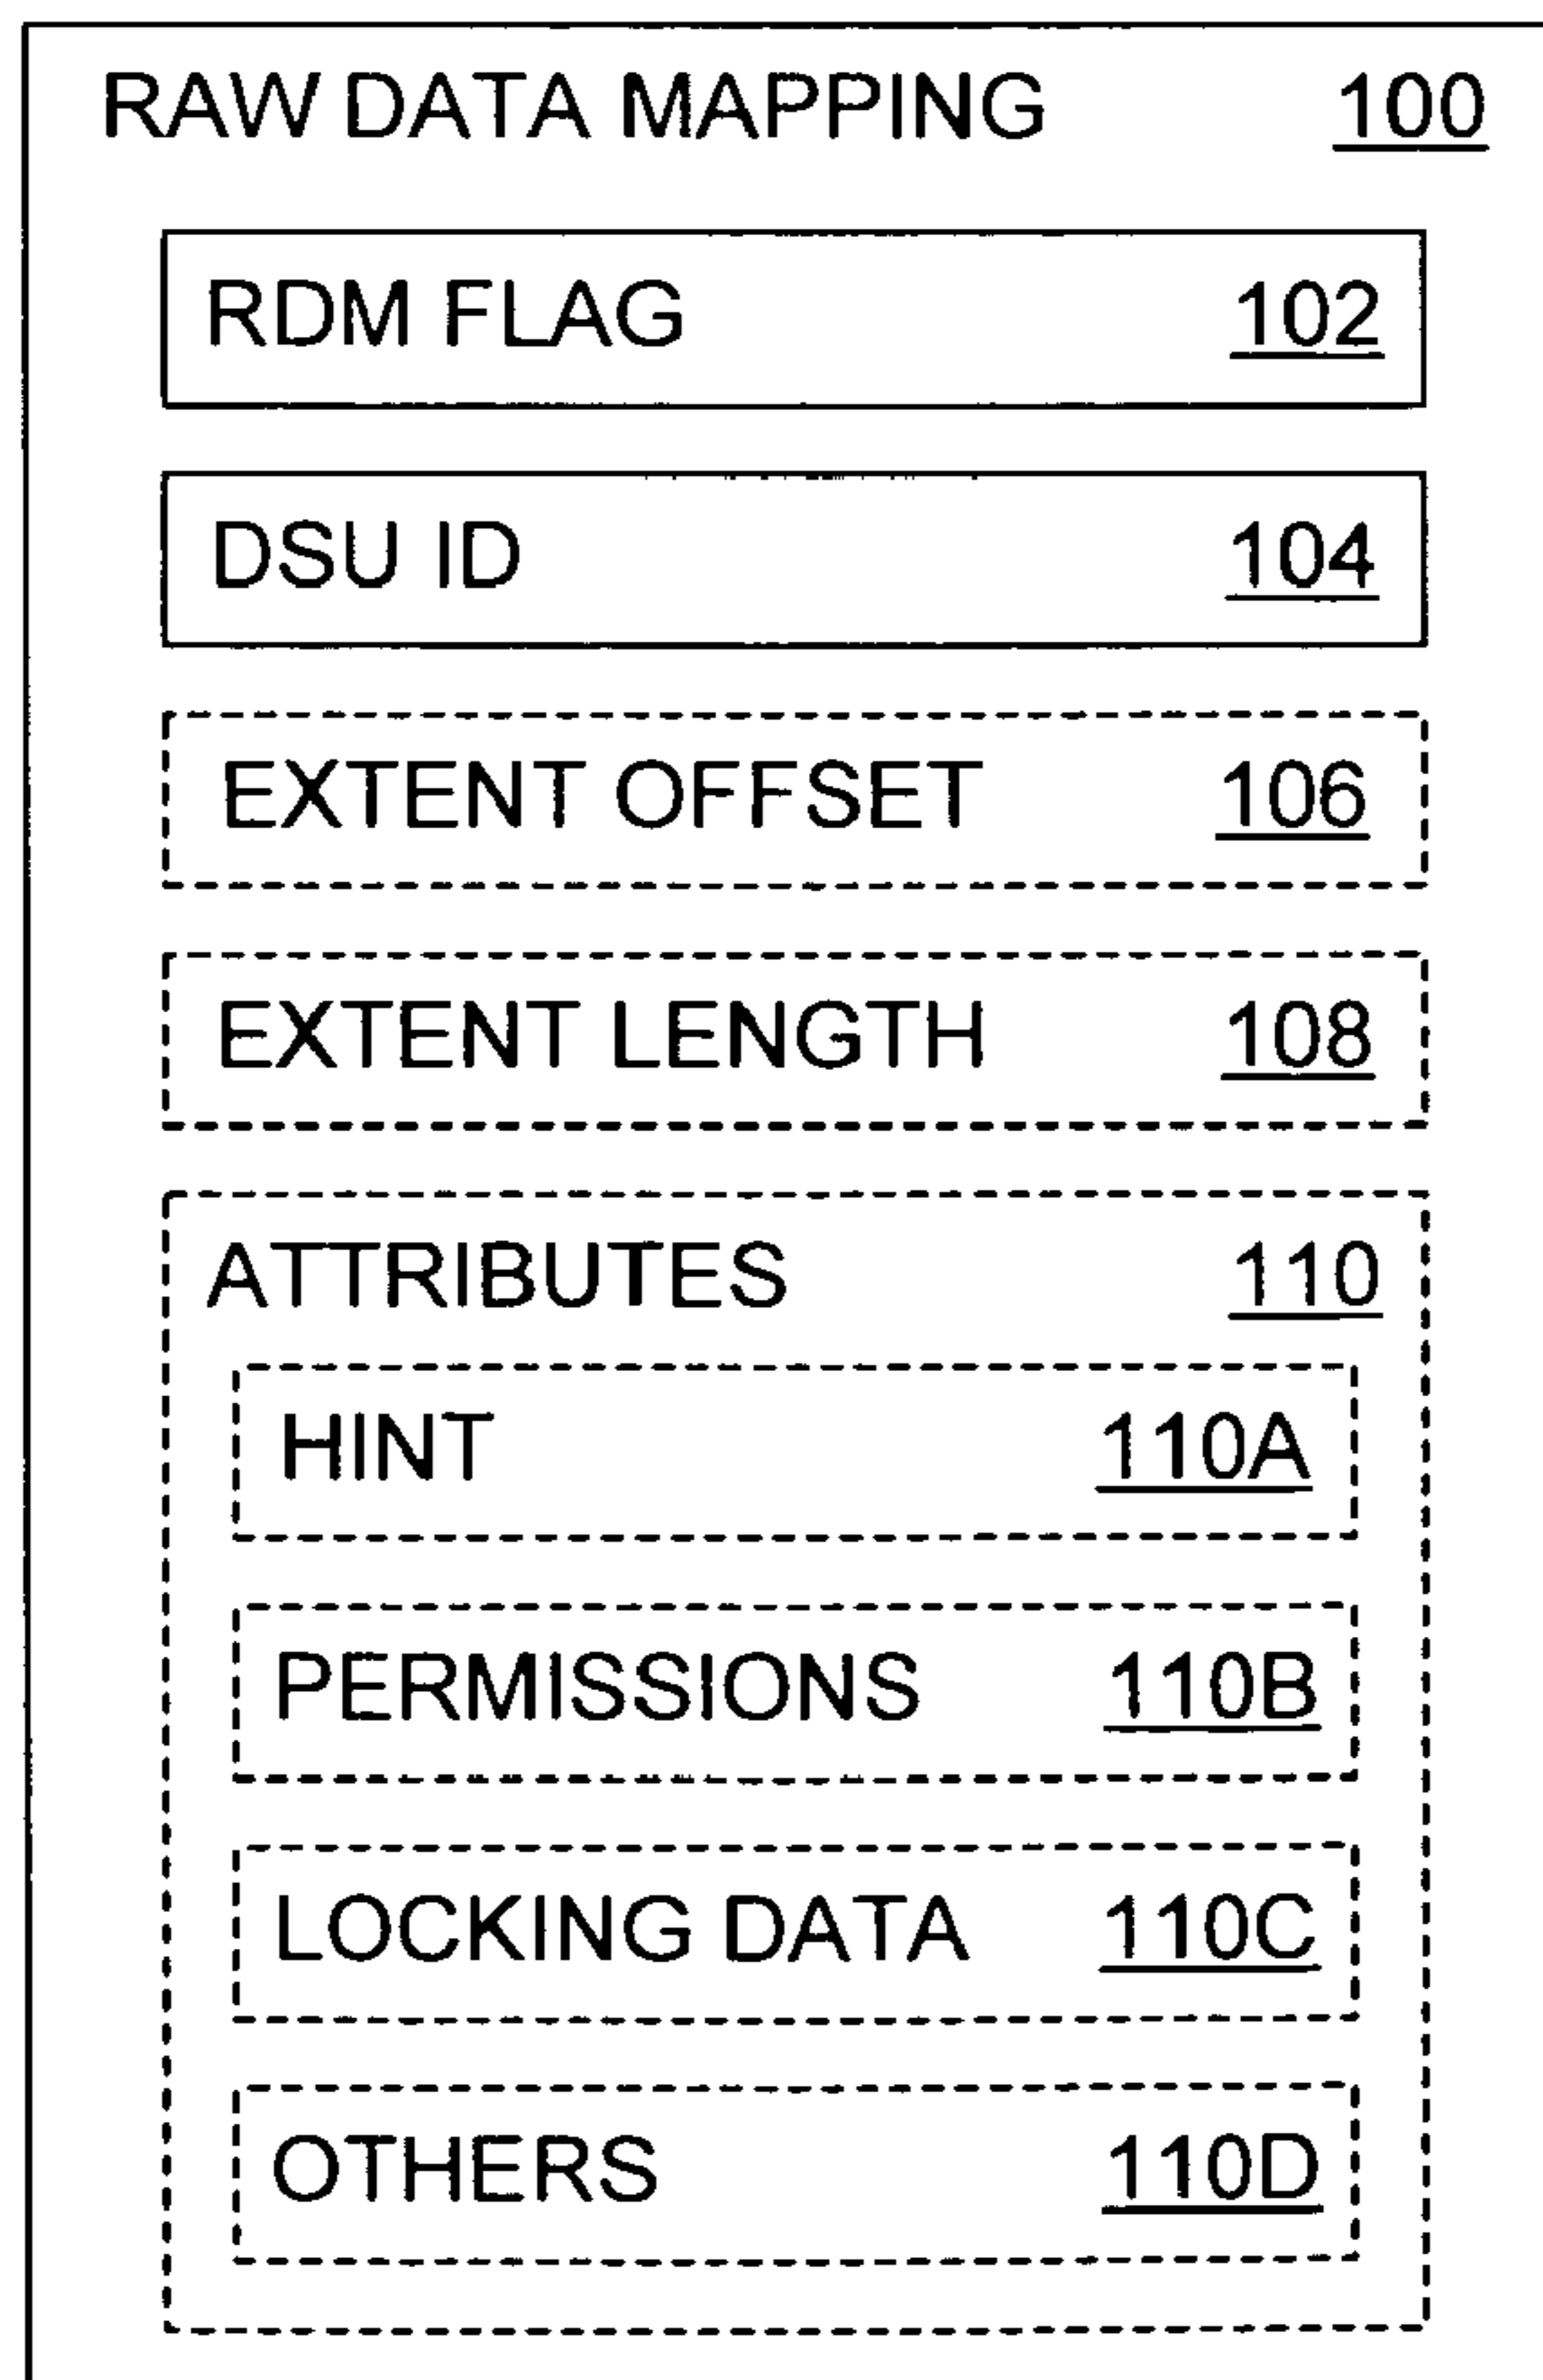 RAW DATA MAPPING 100
RDM FLAG 102
DSU ID 104
EXTENT OFFSET 106
EXTENT LENGTH 108
ATTRIBUTES 110
HINT 110A
PERMISSIONS 110B
LOCKING DATA 110C
OTHERS 110D